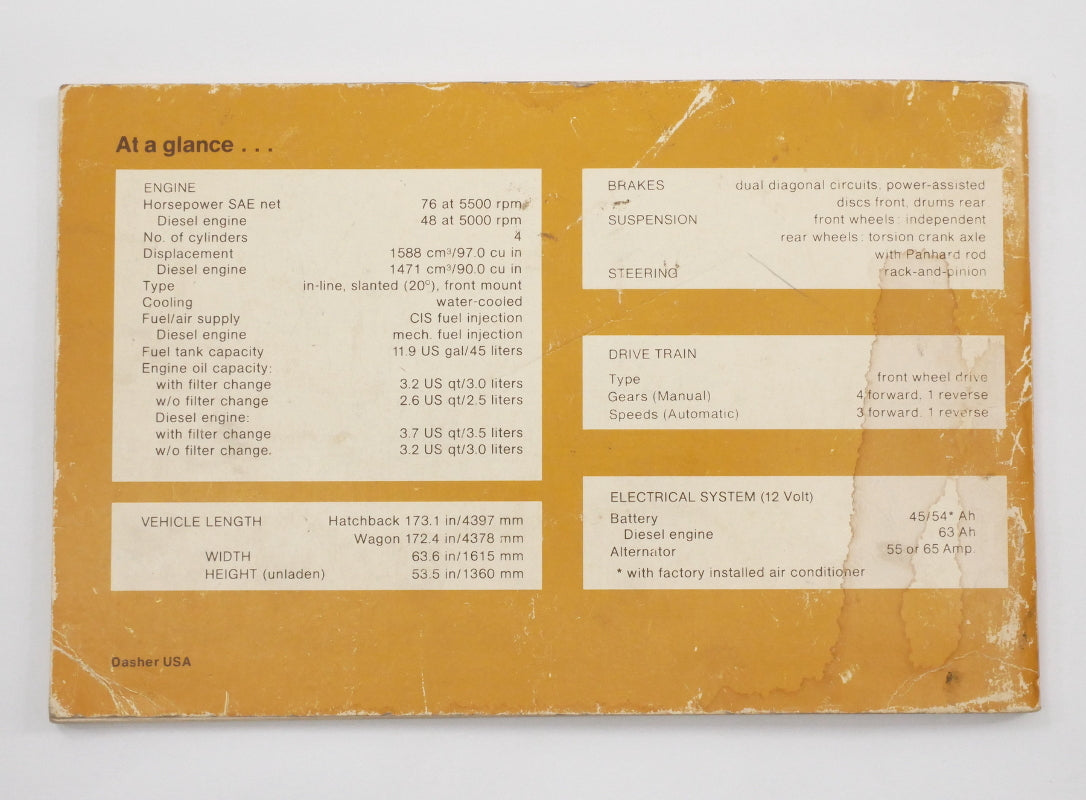 At a glance . . .
ENGINE
Horsepower SAE net 76 at 5500 rpm
Diesel engine 48 at 5000 rpm
No. of cylinders 4
Displacement 1588 cm³/97.0 cu in
Diesel engine 1471 cm³/90.0 cu in
Type in-line, slanted (20°), front mount
Cooling water-cooled
Fuel/air supply CIS fuel injection
Diesel engine mech. fuel injection
Fuel tank capacity 11.9 US gal/45 liters
Engine oil capacity:
with filter change 3.2 US qt/3.0 liters
w/o filter change 2.6 US qt/2.5 liters
Diesel engine:
with filter change 3.7 US qt/3.5 liters
w/o filter change. 3.2 US qt/3.0 liters
VEHICLE LENGTH Hatchback 173.1 in/4397 mm
Wagon 172.4 in/4378 mm
WIDTH 63.6 in/1615 mm
HEIGHT (unladen) 53.5 in/1360 mm
BRAKES dual diagonal circuits, power-assisted
discs front, drums rear
SUSPENSION front wheels: independent
rear wheels: torsion crank axle
with Panhard rod
STEERING rack-and-pinion
DRIVE TRAIN
Type front wheel drive
Gears (Manual) 4 forward, 1 reverse
Speeds (Automatic) 3 forward, 1 reverse
ELECTRICAL SYSTEM (12 Volt)
Battery 45/54* Ah
Diesel engine 63 Ah
Alternator 55 or 65 Amp.
* with factory installed air conditioner
Dasher USA